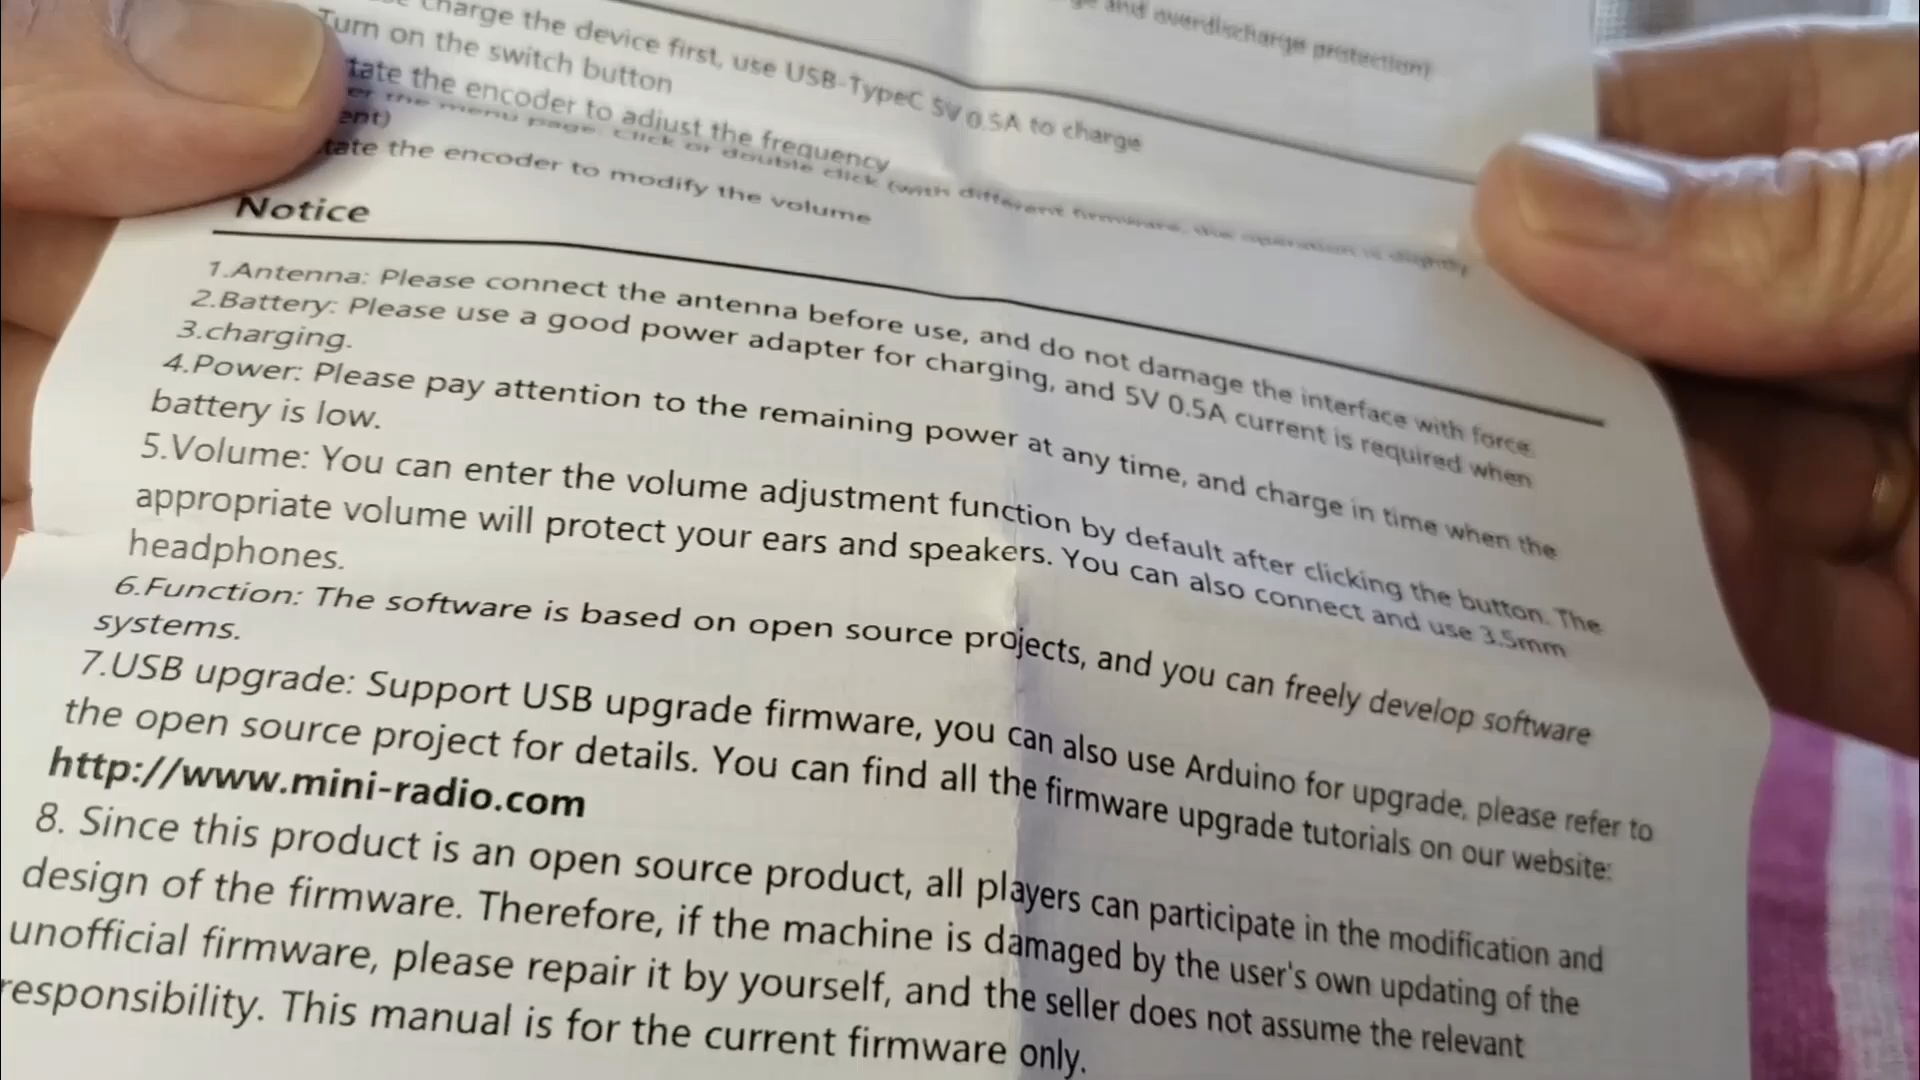 ge and overdischarge protection)
charge the device first, use USB-TypeC 5V 0.5A to charge
Turn on the switch button
tate the encoder to adjust the frequency
er the menu page. Click or double click (with different firmware, the operation is slightly
ent)
tate the encoder to modify the volume
Notice
1.Antenna: Please connect the antenna before use, and do not damage the interface with force.
2.Battery: Please use a good power adapter for charging, and 5V 0.5A current is required when
3.charging.
4.Power: Please pay attention to the remaining power at any time, and charge in time when the
battery is low.
5.Volume: You can enter the volume adjustment function by default after clicking the button. The
appropriate volume will protect your ears and speakers. You can also connect and use 3.5mm
headphones.
6.Function: The software is based on open source projects, and you can freely develop software
systems.
7.USB upgrade: Support USB upgrade firmware, you can also use Arduino for upgrade, please refer to
the open source project for details. You can find all the firmware upgrade tutorials on our website:
http://www.mini-radio.com
8. Since this product is an open source product, all players can participate in the modification and
design of the firmware. Therefore, if the machine is damaged by the user's own updating of the
unofficial firmware, please repair it by yourself, and the seller does not assume the relevant
responsibility. This manual is for the current firmware only.